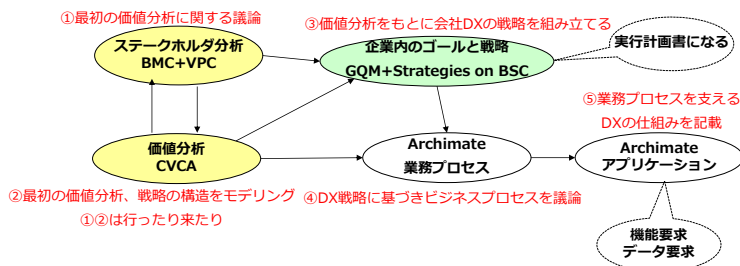 ①最初の価値分析に関する議論
ステークホルダ分析
BMC+VPC
③価値分析をもとに会社DXの戦略を組み立てる
企業内のゴールと戦略
GQM+Strategies on BSC
実行計画書になる
⑤業務プロセスを支える
DXの仕組みを記載
価値分析
CVCA
Archimate
業務プロセス
Archimate
アプリケーション
②最初の価値分析、戦略の構造をモデリング
①②は行ったり来たり
④DX戦略に基づきビジネスプロセスを議論
機能要求
データ要求